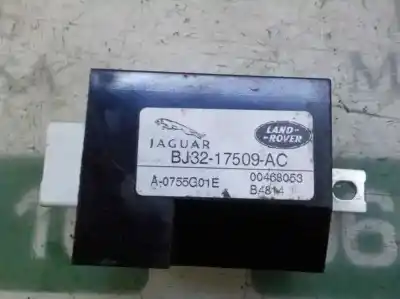 JAGUAR
LAND-
-ROVER
BJ32-17509-AC
A-0755G01E
00468053
B4814